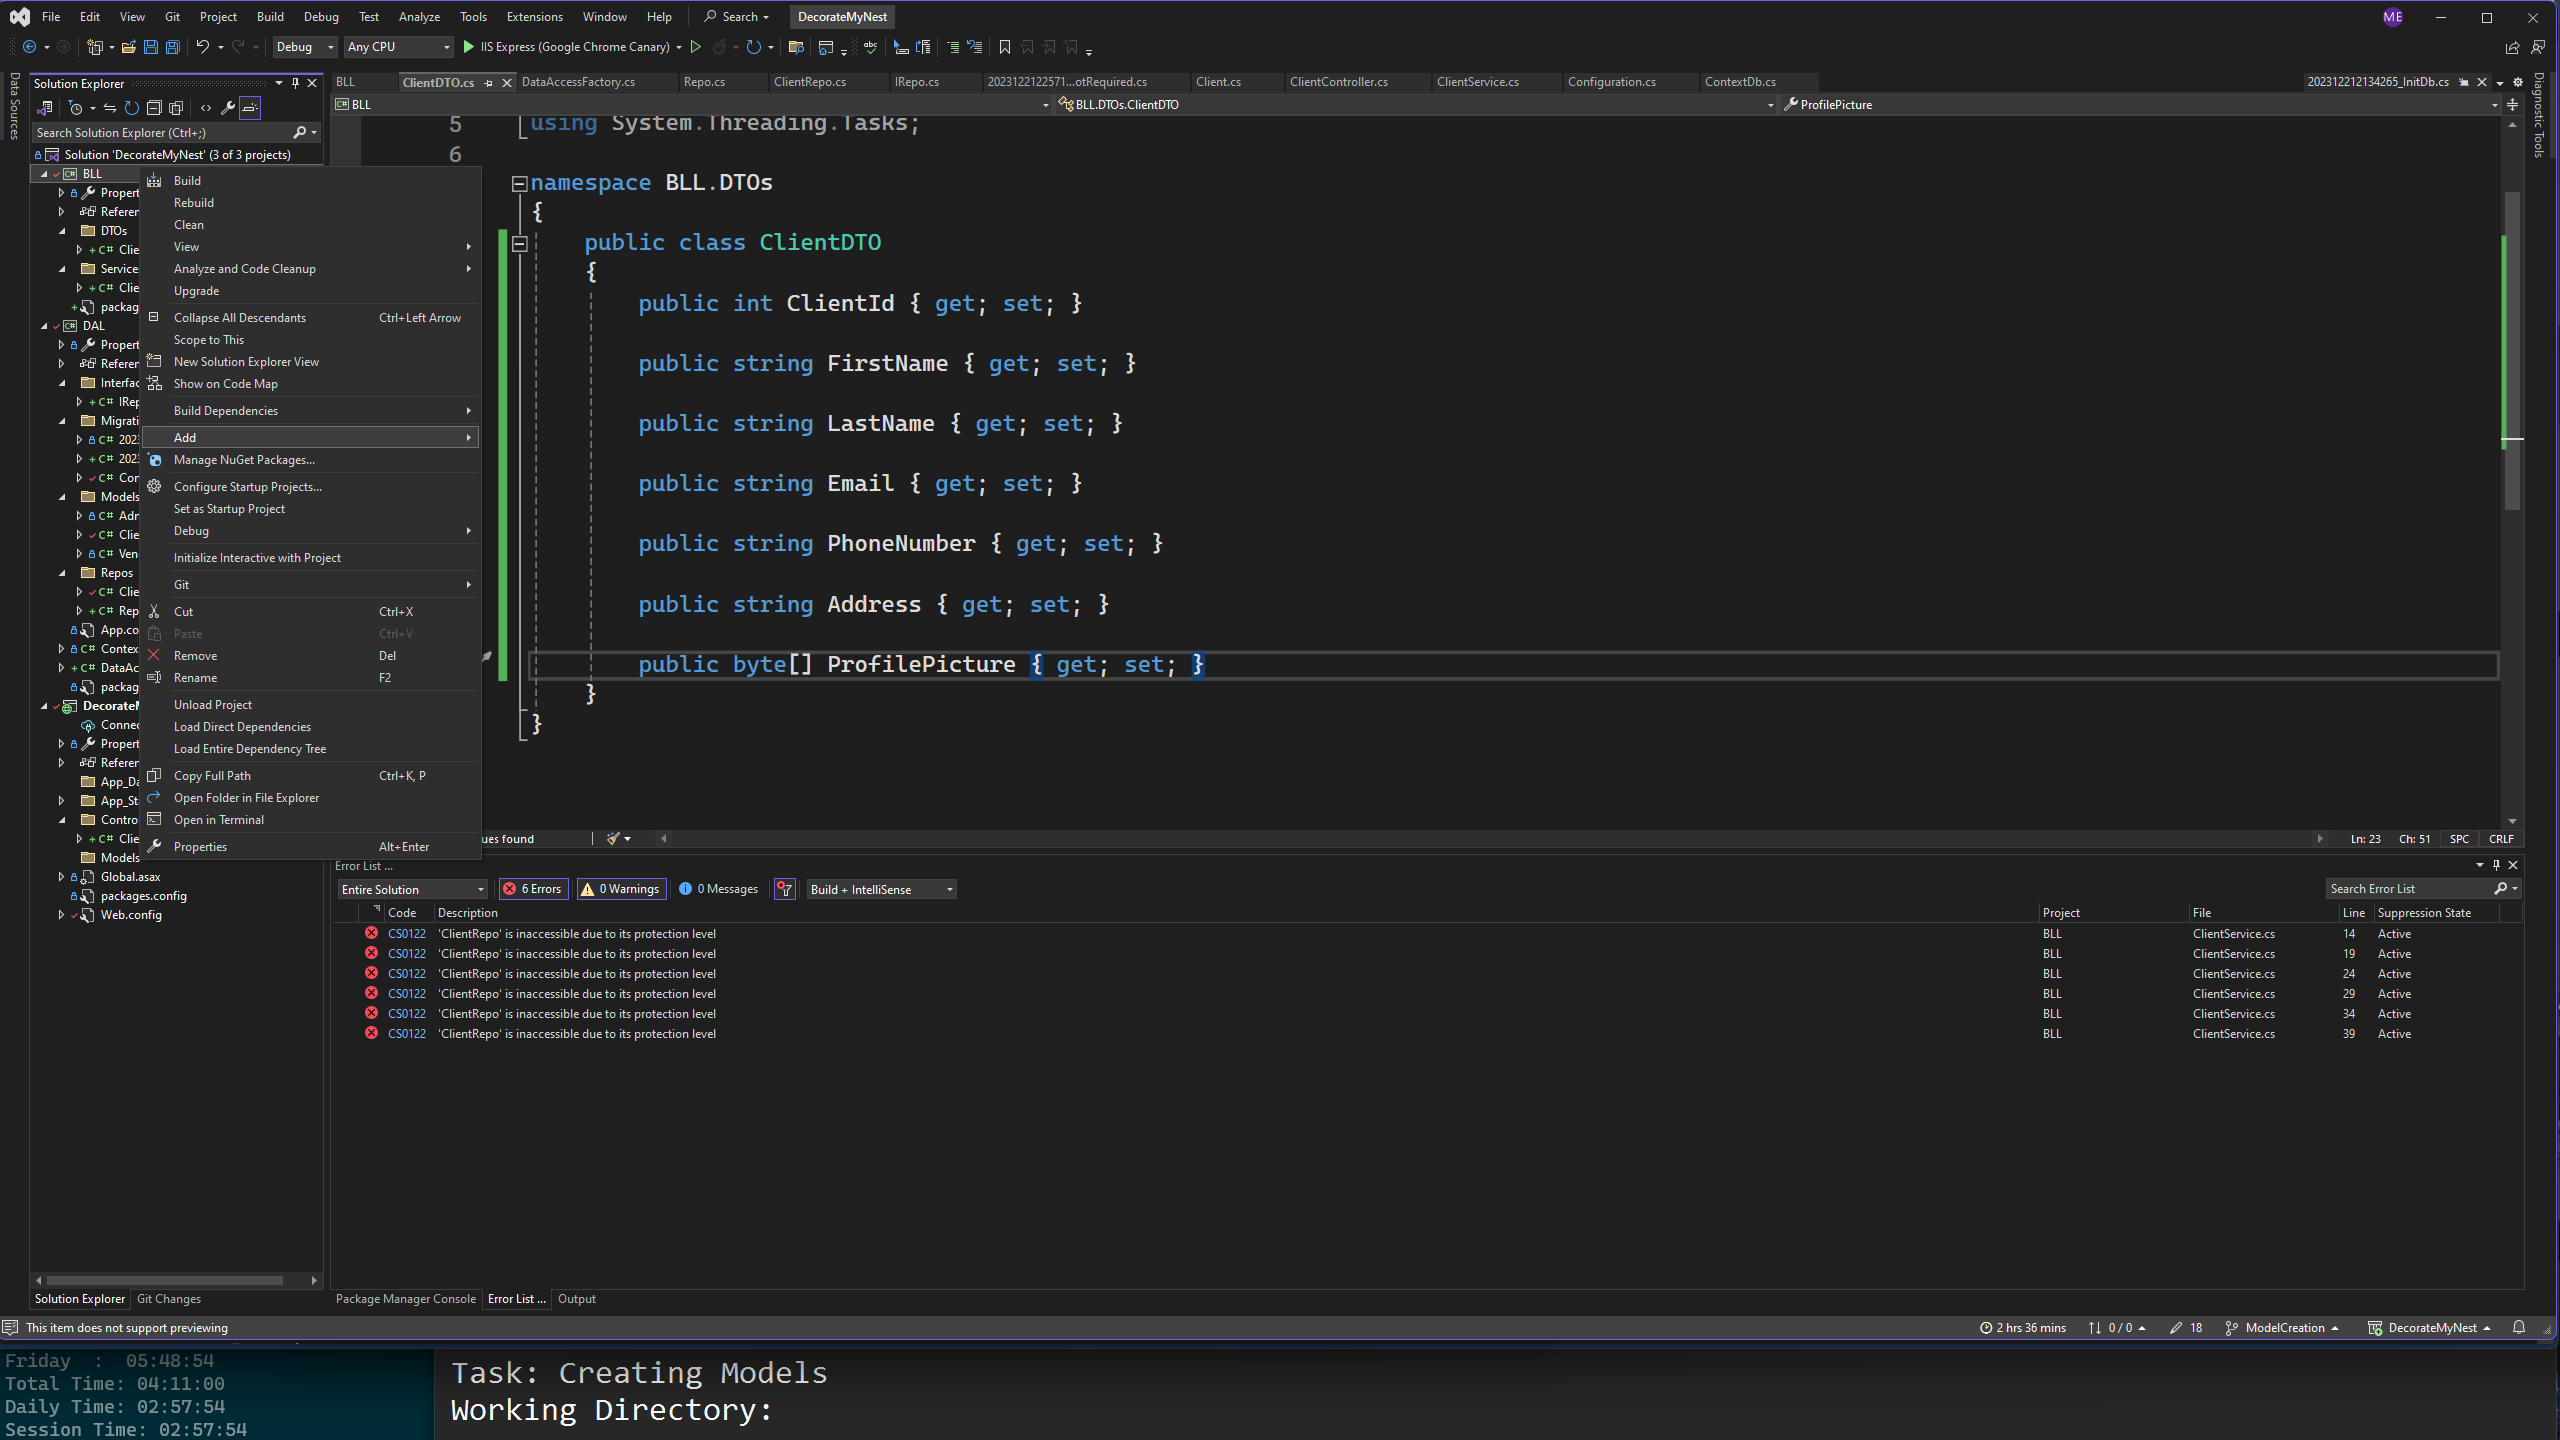 File Edit View Git Project Build Debug Test Analyze Tools Extensions Window Help Search DecorateMyNest ME
Debug Any CPU IIS Express (Google Chrome Canary)
Data Sources
Solution Explorer
Search Solution Explorer (Ctrl+;)
Solution 'DecorateMyNest' (3 of 3 projects)
BLL
Propert
Referen
DTOs
C# Clie
Service
C# Clie
packag
DAL
Propert
Referen
Interfac
C# IRep
Migrati
C# 202
C# 202
C# Con
Models
C# Adn
C# Clie
C# Ven
Repos
C# Clie
C# Rep
App.co
C# Contex
C# DataAc
packag
DecorateM
Connec
Propert
Referen
App_Da
App_St
Contro
C# Clie
Models
Global.asax
packages.config
Web.config
Build
Rebuild
Clean
View
Analyze and Code Cleanup
Upgrade
Collapse All Descendants Ctrl+Left Arrow
Scope to This
New Solution Explorer View
Show on Code Map
Build Dependencies
Add
Manage NuGet Packages...
Configure Startup Projects...
Set as Startup Project
Debug
Initialize Interactive with Project
Git
Cut Ctrl+X
Paste Ctrl+V
Remove Del
Rename F2
Unload Project
Load Direct Dependencies
Load Entire Dependency Tree
Copy Full Path Ctrl+K, P
Open Folder in File Explorer
Open in Terminal
Properties Alt+Enter
BLL ClientDTO.cs DataAccessFactory.cs Repo.cs ClientRepo.cs IRepo.cs 2023122122571...otRequired.cs Client.cs ClientController.cs ClientService.cs Configuration.cs ContextDb.cs 202312212134265_InitDb.cs
BLL BLL.DTOs.ClientDTO ProfilePicture
5 using System.Threading.Tasks;
6
namespace BLL.DTOs
{
public class ClientDTO
{
public int ClientId { get; set; }
public string FirstName { get; set; }
public string LastName { get; set; }
public string Email { get; set; }
public string PhoneNumber { get; set; }
public string Address { get; set; }
public byte[] ProfilePicture { get; set; }
}
}
ues found Ln: 23 Ch: 51 SPC CRLF
Diagnostic Tools
Error List ...
Entire Solution 6 Errors 0 Warnings 0 Messages Build + IntelliSense Search Error List
Code Description Project File Line Suppression State
CS0122 'ClientRepo' is inaccessible due to its protection level BLL ClientService.cs 14 Active
CS0122 'ClientRepo' is inaccessible due to its protection level BLL ClientService.cs 19 Active
CS0122 'ClientRepo' is inaccessible due to its protection level BLL ClientService.cs 24 Active
CS0122 'ClientRepo' is inaccessible due to its protection level BLL ClientService.cs 29 Active
CS0122 'ClientRepo' is inaccessible due to its protection level BLL ClientService.cs 34 Active
CS0122 'ClientRepo' is inaccessible due to its protection level BLL ClientService.cs 39 Active
Solution Explorer Git Changes Package Manager Console Error List ... Output
This item does not support previewing 2 hrs 36 mins 0 / 0 18 ModelCreation DecorateMyNest
Friday : 05:48:54
Total Time: 04:11:00
Daily Time: 02:57:54
Session Time: 02:57:54
Task: Creating Models
Working Directory: